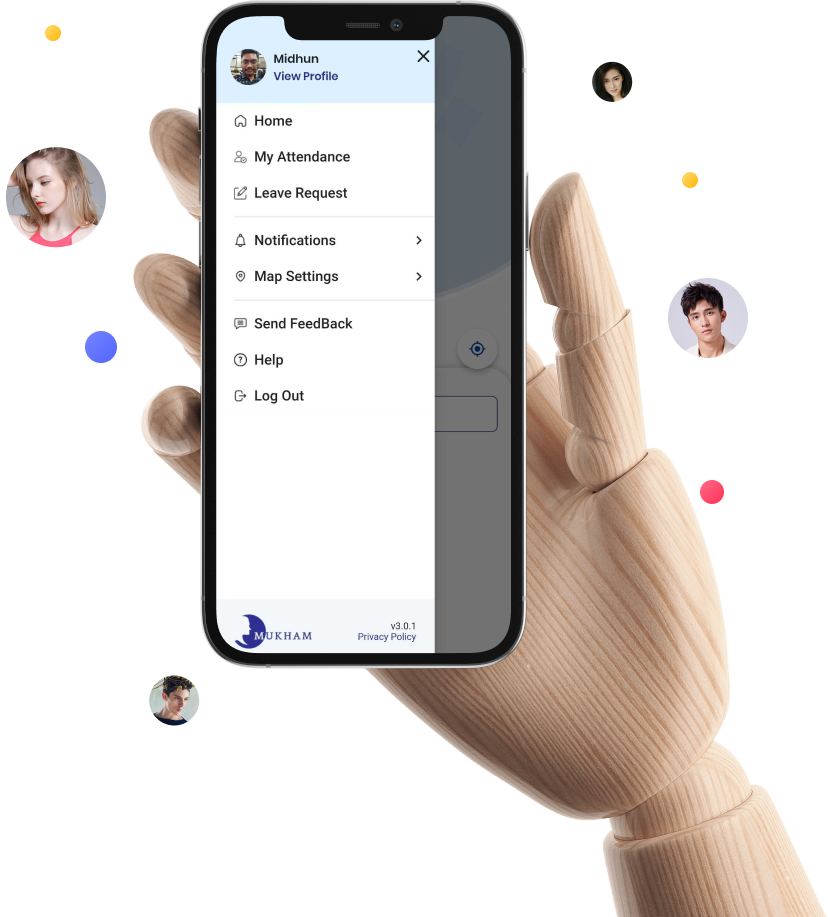 Midhun
View Profile
Home
My Attendance
Leave Request
Notifications
Map Settings
Send FeedBack
Help
Log Out
MUKHAM
v3.0.1
Privacy Policy